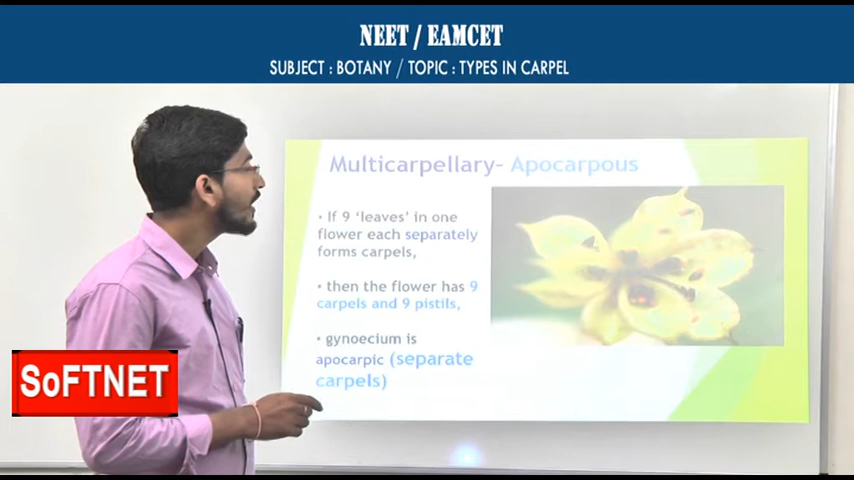 NEET / EAMCET
SUBJECT : BOTANY / TOPIC : TYPES IN CARPEL
Multicarpellary- Apocarpous
• If 9 ‘leaves’ in one
flower each separately
forms carpels,
• then the flower has 9
carpels and 9 pistils,
• gynoecium is
apocarpic (separate
carpels)
SoFTNET